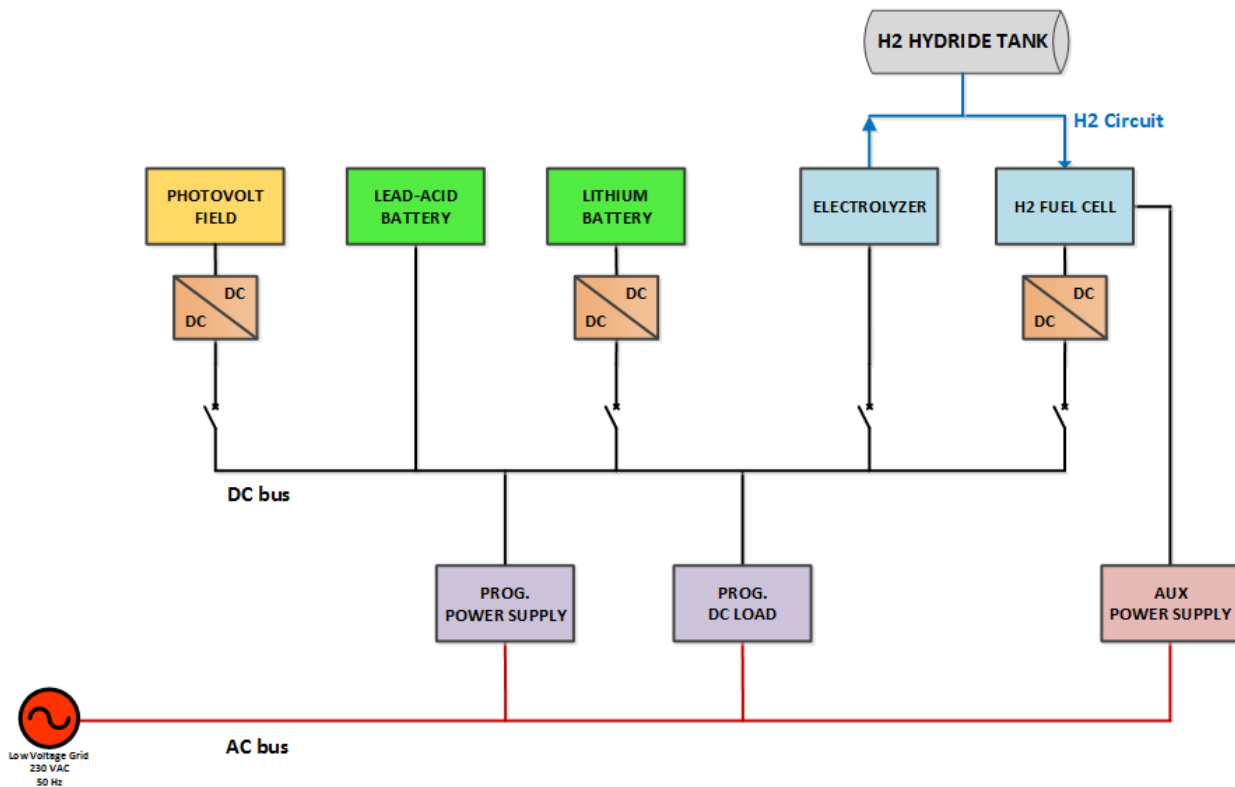 H2 HYDRIDE TANK
H2 Circuit
PHOTOVOLT
FIELD
LEAD-ACID
BATTERY
LITHIUM
BATTERY
ELECTROLYZER
H2 FUEL CELL
DC
DC
DC
DC
DC
DC
DC bus
PROG.
POWER SUPPLY
PROG.
DC LOAD
AUX
POWER SUPPLY
AC bus
Low Voltage Grid
230 VAC
50 Hz